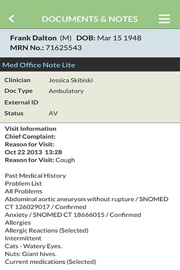 DOCUMENTS & NOTES
Frank Dalton (M) DOB: Mar 15 1948
MRN No.: 71625543
Med Office Note Lite
Clinician Jessica Skibiski
Doc Type Ambulatory
External ID
Status AV
Visit Information
Chief Complaint:
Reason for Visit:
Oct 22 2013 13:28
Reason for Visit: Cough
Past Medical History
Problem List
All Problems
Abdominal aortic aneurysm without rupture / SNOMED
CT 126029017 / Confirmed
Anxiety / SNOMED CT 18666015 / Confirmed
Allergies
Allergic Reactions (Selected)
Intermittent
Cats - Watery Eyes.
Nuts: Giant hives.
Current medications (Selected)